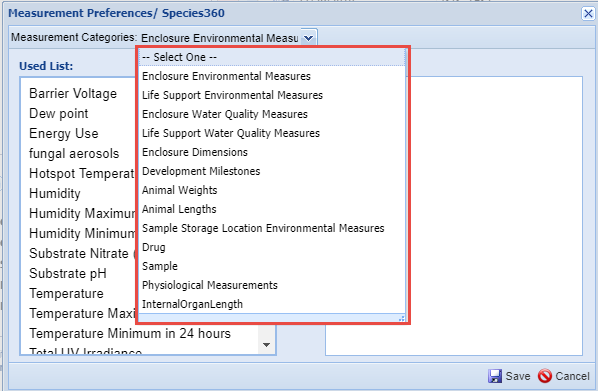 Measurement Preferences/ Species360
Measurement Categories: Enclosure Environmental Measu
-- Select One --
Enclosure Environmental Measures
Life Support Environmental Measures
Enclosure Water Quality Measures
Life Support Water Quality Measures
Enclosure Dimensions
Development Milestones
Animal Weights
Animal Lengths
Sample Storage Location Environmental Measures
Drug
Sample
Physiological Measurements
InternalOrganLength
Used List:
Barrier Voltage
Dew point
Energy Use
fungal aerosols
Hotspot Temperat
Humidity
Humidity Maximum
Humidity Minimum
Substrate Nitrate (
Substrate pH
Temperature
Temperature Maxi
Temperature Minimum in 24 hours
Total UV Irradiance
Save Cancel